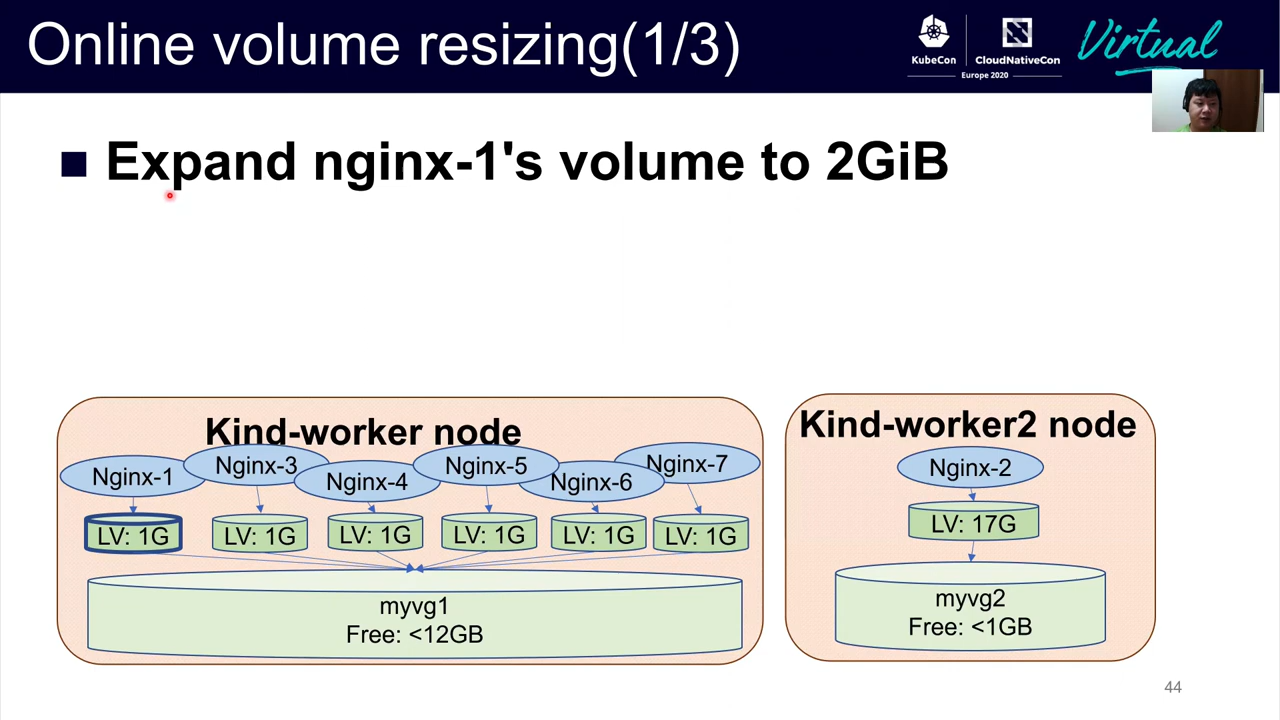 Online volume resizing(1/3)
KubeCon
CloudNativeCon
Europe 2020
Virtual
Expand nginx-1's volume to 2GiB
Kind-worker node
Nginx-1
Nginx-3
Nginx-4
Nginx-5
Nginx-6
Nginx-7
LV: 1G
LV: 1G
LV: 1G
LV: 1G
LV: 1G
LV: 1G
myvg1
Free: <12GB
Kind-worker2 node
Nginx-2
LV: 17G
myvg2
Free: <1GB
44